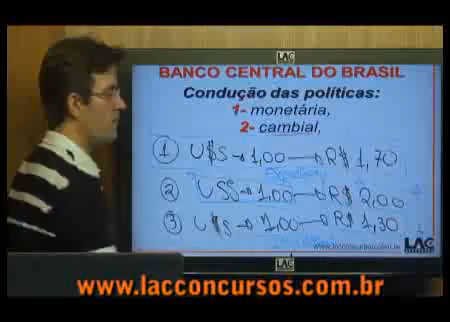 LAC
BANCO CENTRAL DO BRASIL
Condução das políticas:
1- monetária,
2- cambial,
1 U$S → 1,00 → R$ 1,70
2 U$S → 1,00 → R$ 2,00
3 U$S → 1,00 → R$ 1,30
www.lacconcursos.com.br LAC
LAC
www.lacconcursos.com.br